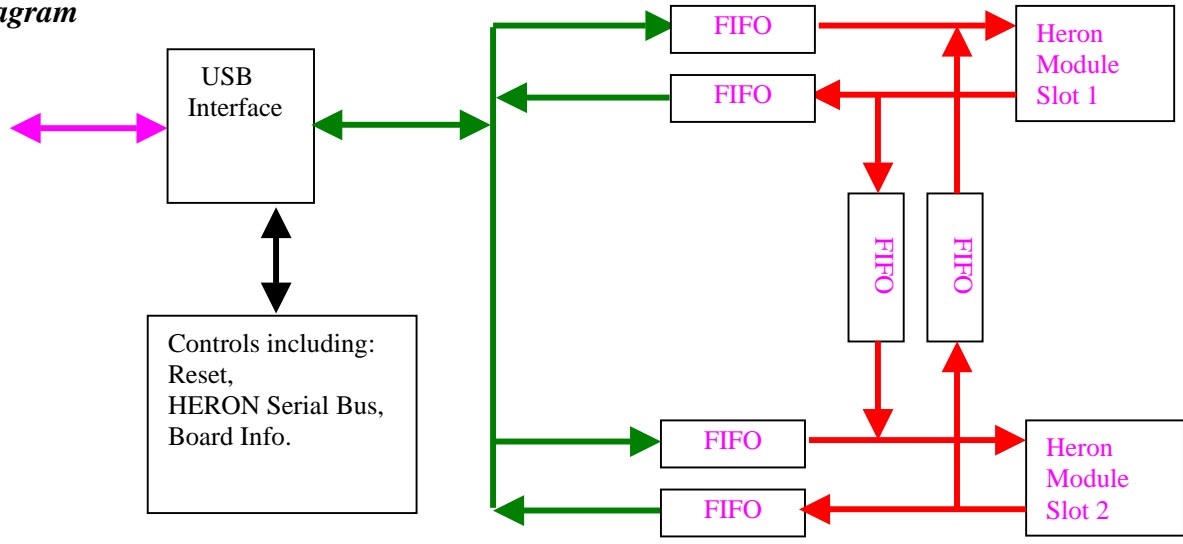 agram
USB
Interface
FIFO
FIFO
Heron
Module
Slot 1
FIFO
FIFO
Controls including:
Reset,
HERON Serial Bus,
Board Info.
FIFO
FIFO
Heron
Module
Slot 2